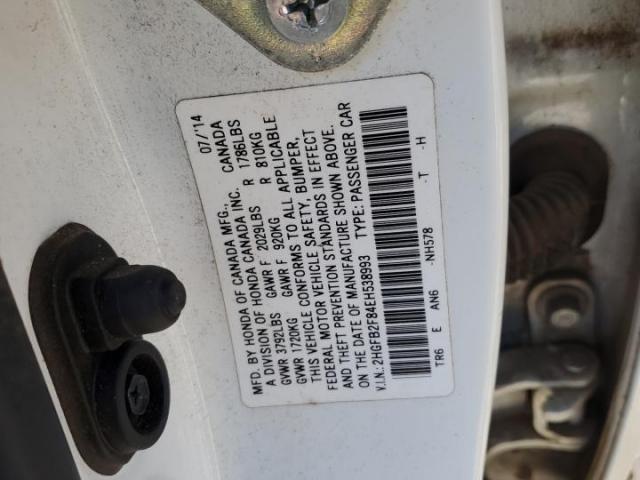 07/'14
MFD. BY HONDA OF CANADA MFG., CANADA
A DIVISION OF HONDA CANADA INC.
GVWR 3792LBS GAWR F 2029LBS R 1786LBS
GVWR 1720KG GAWR F 920KG R 810KG
THIS VEHICLE CONFORMS TO ALL APPLICABLE
FEDERAL MOTOR VEHICLE SAFETY, BUMPER,
AND THEFT PREVENTION STANDARDS IN EFFECT
ON THE DATE OF MANUFACTURE SHOWN ABOVE.
V.I.N.: 2HGFB2F84EH538993 TYPE: PASSENGER CAR
TR6 E AN6 -NH578 -T -H